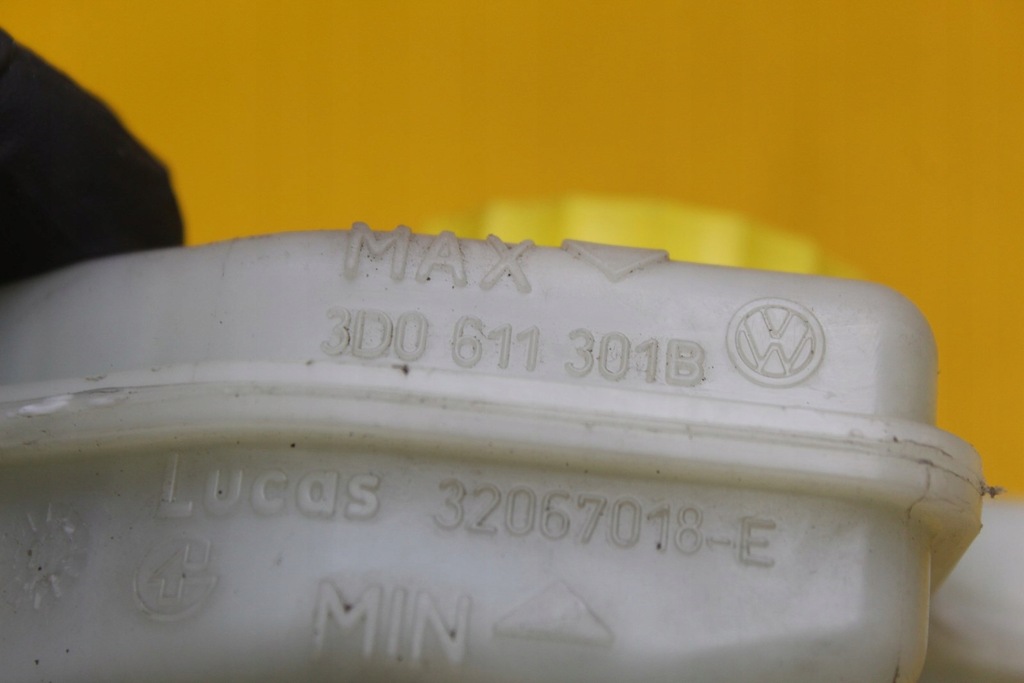 MAX
3D0 611 301B
Lucas 32067018-E
MIN